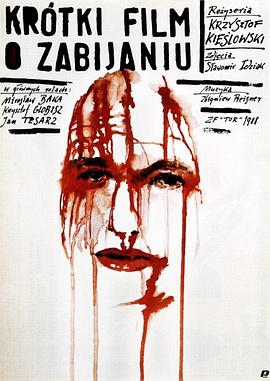 KRÓTKI FILM
O ZABIJANIU
Reżyseria
KRZYSZTOF
KIEŚLOWSKI
Zdjęcia
Sławomir Idziak
w głównych rolach:
Mirosław BAKA
Krzysztof GLOBISZ
Jan TESARZ
Muzyka
Zbigniew Preisner
ZF-"TOR" 1988